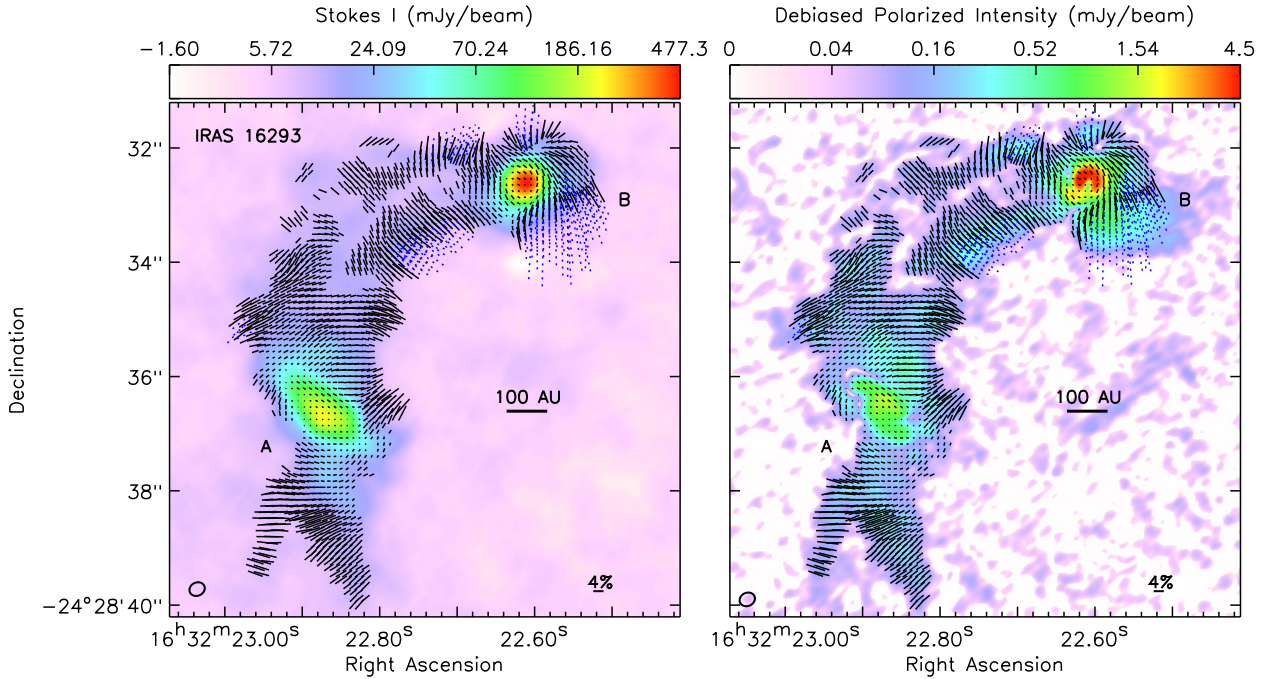 Stokes I (mJy/beam)
−1.60 5.72 24.09 70.24 186.16 477.3
IRAS 16293
32''
34''
36''
38''
−24°28'40''
B
100 AU
A
4%
16ʰ32ᵐ23.00ˢ 22.80ˢ 22.60ˢ
Right Ascension
Declination
Debiased Polarized Intensity (mJy/beam)
0 0.04 0.16 0.52 1.54 4.5
B
100 AU
A
4%
16ʰ32ᵐ23.00ˢ 22.80ˢ 22.60ˢ
Right Ascension